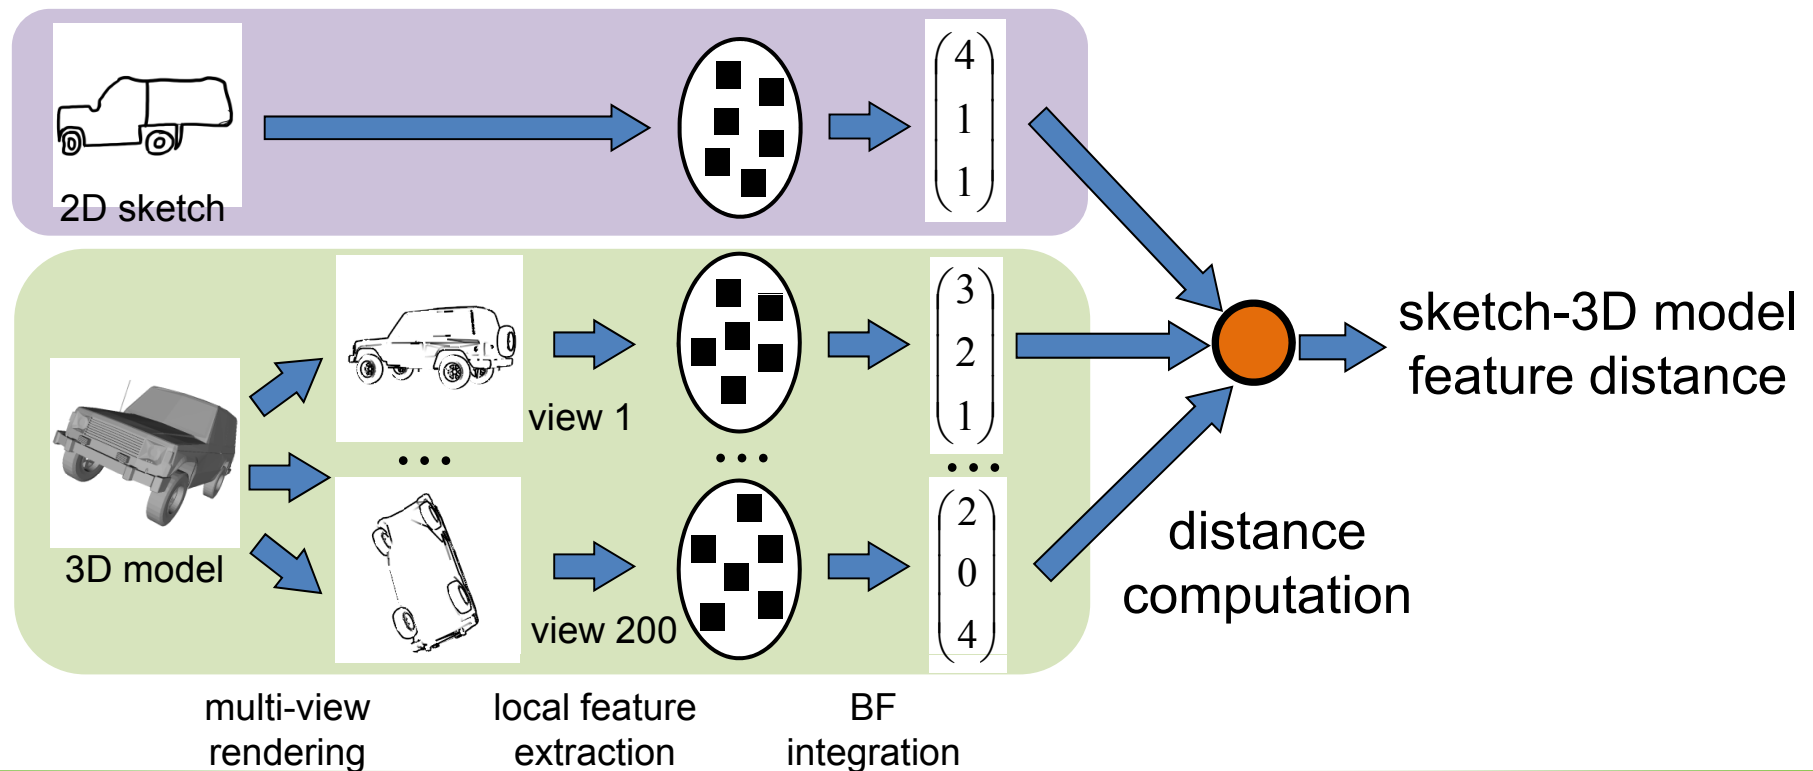 4
1
1
2D sketch
3
2
1
view 1
...
...
...
3D model
2
0
4
view 200
sketch-3D model
feature distance
distance
computation
multi-view
rendering
local feature
extraction
BF
integration